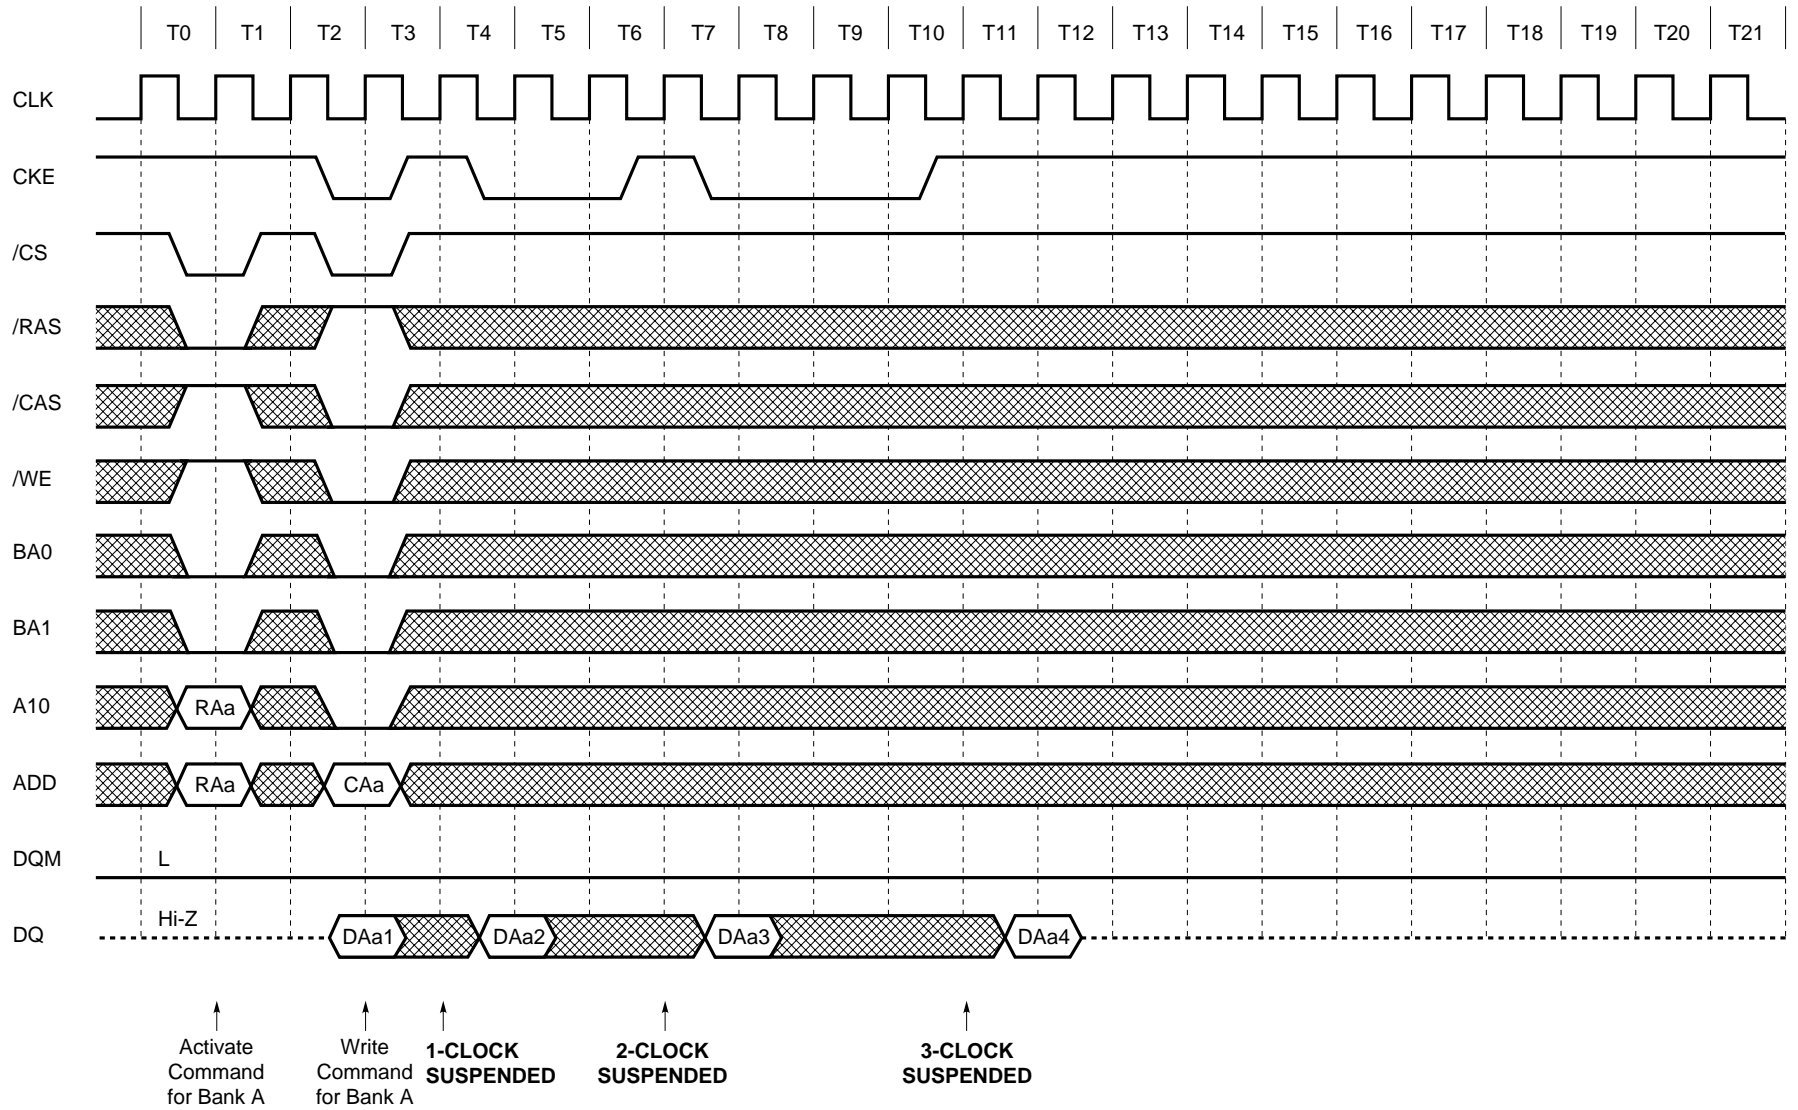 T0 T1 T2 T3 T4 T5 T6 T7 T8 T9 T10 T11 T12 T13 T14 T15 T16 T17 T18 T19 T20 T21
CLK
CKE
/CS
/RAS
/CAS
/WE
BA0
BA1
A10 RAa
ADD RAa CAa
DQM L
DQ Hi-Z DAa1 DAa2 DAa3 DAa4
Activate
Command
for Bank A
Write
Command
for Bank A
1-CLOCK
SUSPENDED
2-CLOCK
SUSPENDED
3-CLOCK
SUSPENDED